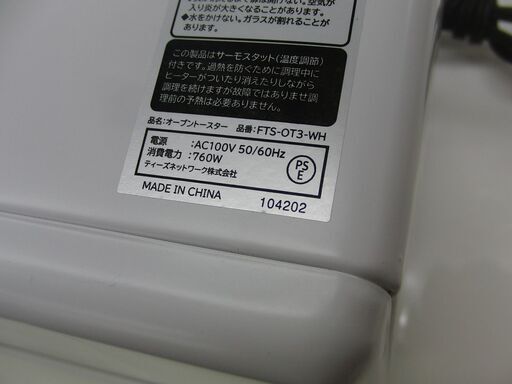 入り炎が大きくなることがあります。
◆水をかけない。ガラスが割れることが
あります。
この製品はサーモスタット(温度調節)
付きです。過熱を防ぐために調理中に
ヒーターがついたり消えたりしながら
調理を続けますが故障ではありませ
理前の予熱は必要ありません。
品名:オーブントースター 品番:FTS-OT3-WH
電源 :AC100V 50/60Hz
消費電力:760W
ティーズネットワーク株式会社
PS
E
MADE IN CHINA 104202